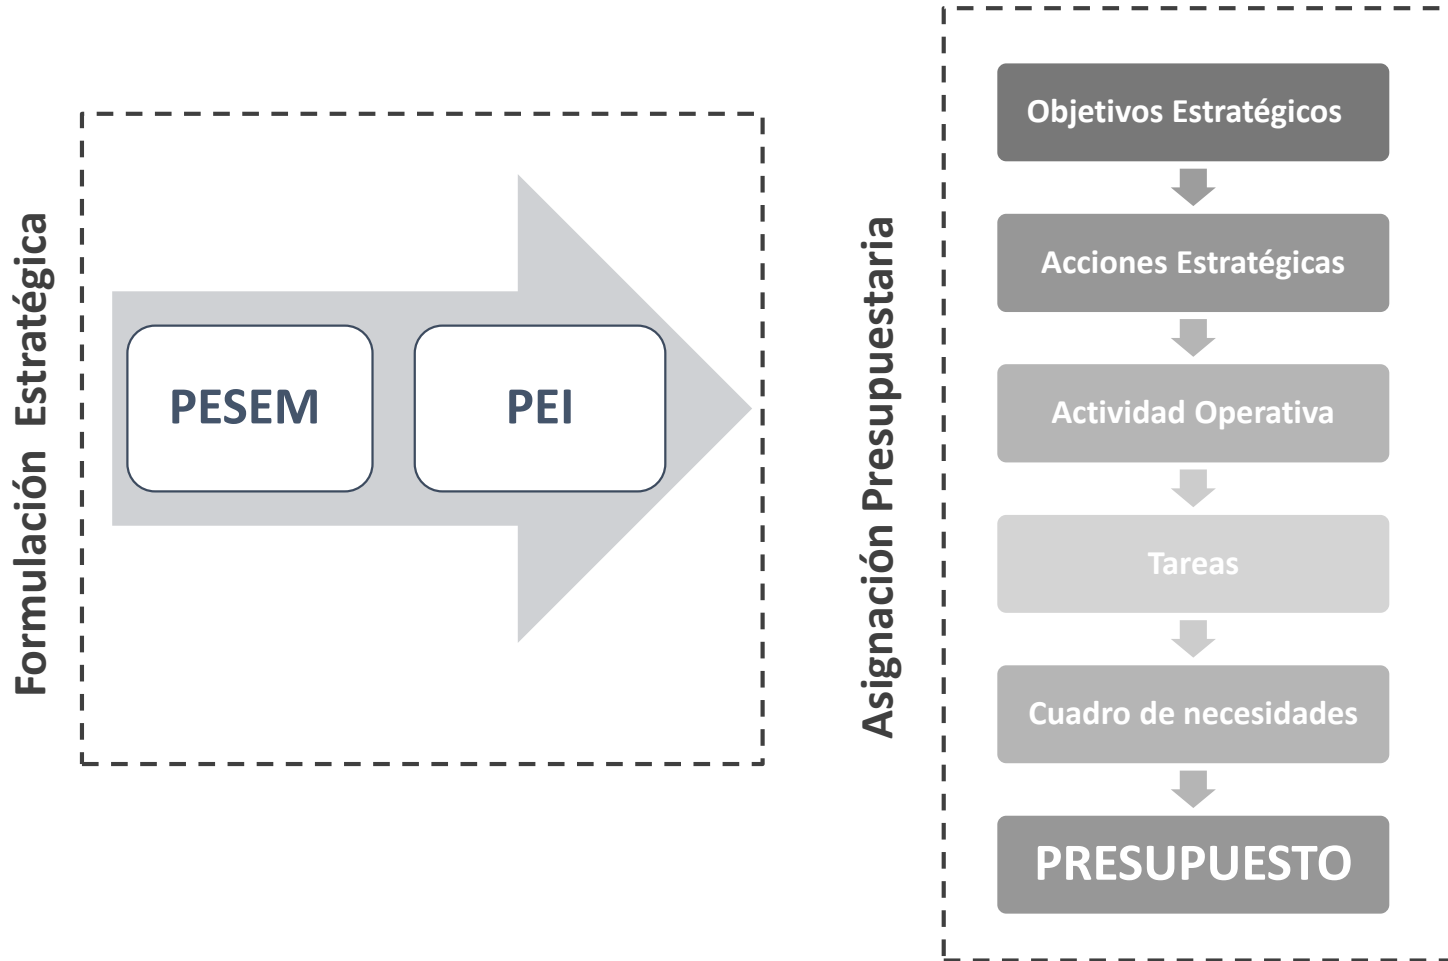 Formulación Estratégica
PESEM
PEI
Asignación Presupuestaria
Objetivos Estratégicos
Acciones Estratégicas
Actividad Operativa
Tareas
Cuadro de necesidades
PRESUPUESTO